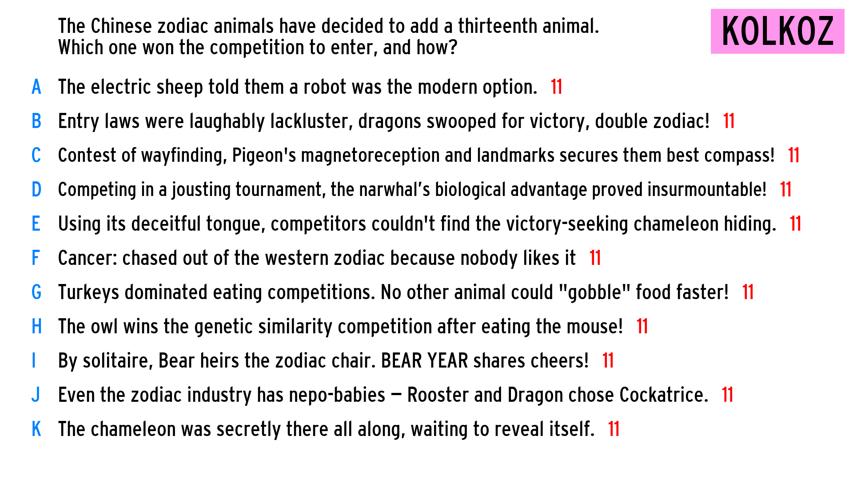 The Chinese zodiac animals have decided to add a thirteenth animal.
Which one won the competition to enter, and how?
KOLKOZ
A The electric sheep told them a robot was the modern option. 11
B Entry laws were laughably lackluster, dragons swooped for victory, double zodiac! 11
C Contest of wayfinding, Pigeon's magnetoreception and landmarks secures them best compass! 11
D Competing in a jousting tournament, the narwhal’s biological advantage proved insurmountable! 11
E Using its deceitful tongue, competitors couldn't find the victory-seeking chameleon hiding. 11
F Cancer: chased out of the western zodiac because nobody likes it 11
G Turkeys dominated eating competitions. No other animal could "gobble" food faster! 11
H The owl wins the genetic similarity competition after eating the mouse! 11
I By solitaire, Bear heirs the zodiac chair. BEAR YEAR shares cheers! 11
J Even the zodiac industry has nepo-babies – Rooster and Dragon chose Cockatrice. 11
K The chameleon was secretly there all along, waiting to reveal itself. 11